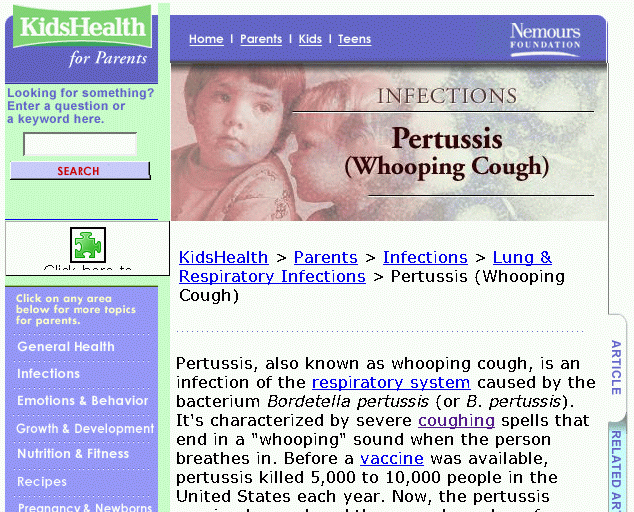 KidsHealth
for Parents
Home | Parents | Kids | Teens
Nemours
FOUNDATION
Looking for something?
Enter a question or
a keyword here.
SEARCH
INFECTIONS
Pertussis
(Whooping Cough)
Click here to
Click on any area
below for more topics
for parents.
General Health
Infections
Emotions & Behavior
Growth & Development
Nutrition & Fitness
Recipes
Pregnancy & Newborns
KidsHealth > Parents > Infections > Lung &
Respiratory Infections > Pertussis (Whooping
Cough)
Pertussis, also known as whooping cough, is an
infection of the respiratory system caused by the
bacterium Bordetella pertussis (or B. pertussis).
It's characterized by severe coughing spells that
end in a "whooping" sound when the person
breathes in. Before a vaccine was available,
pertussis killed 5,000 to 10,000 people in the
United States each year. Now, the pertussis
ARTICLE
RELATED